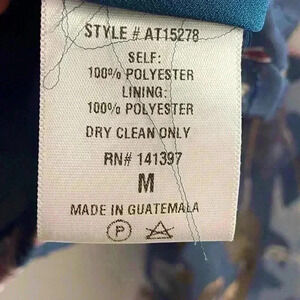 STYLE # AT15278
SELF:
100% POLYESTER
LINING:
100% POLYESTER
DRY CLEAN ONLY
RN# 141397
M
MADE IN GUATEMALA
P